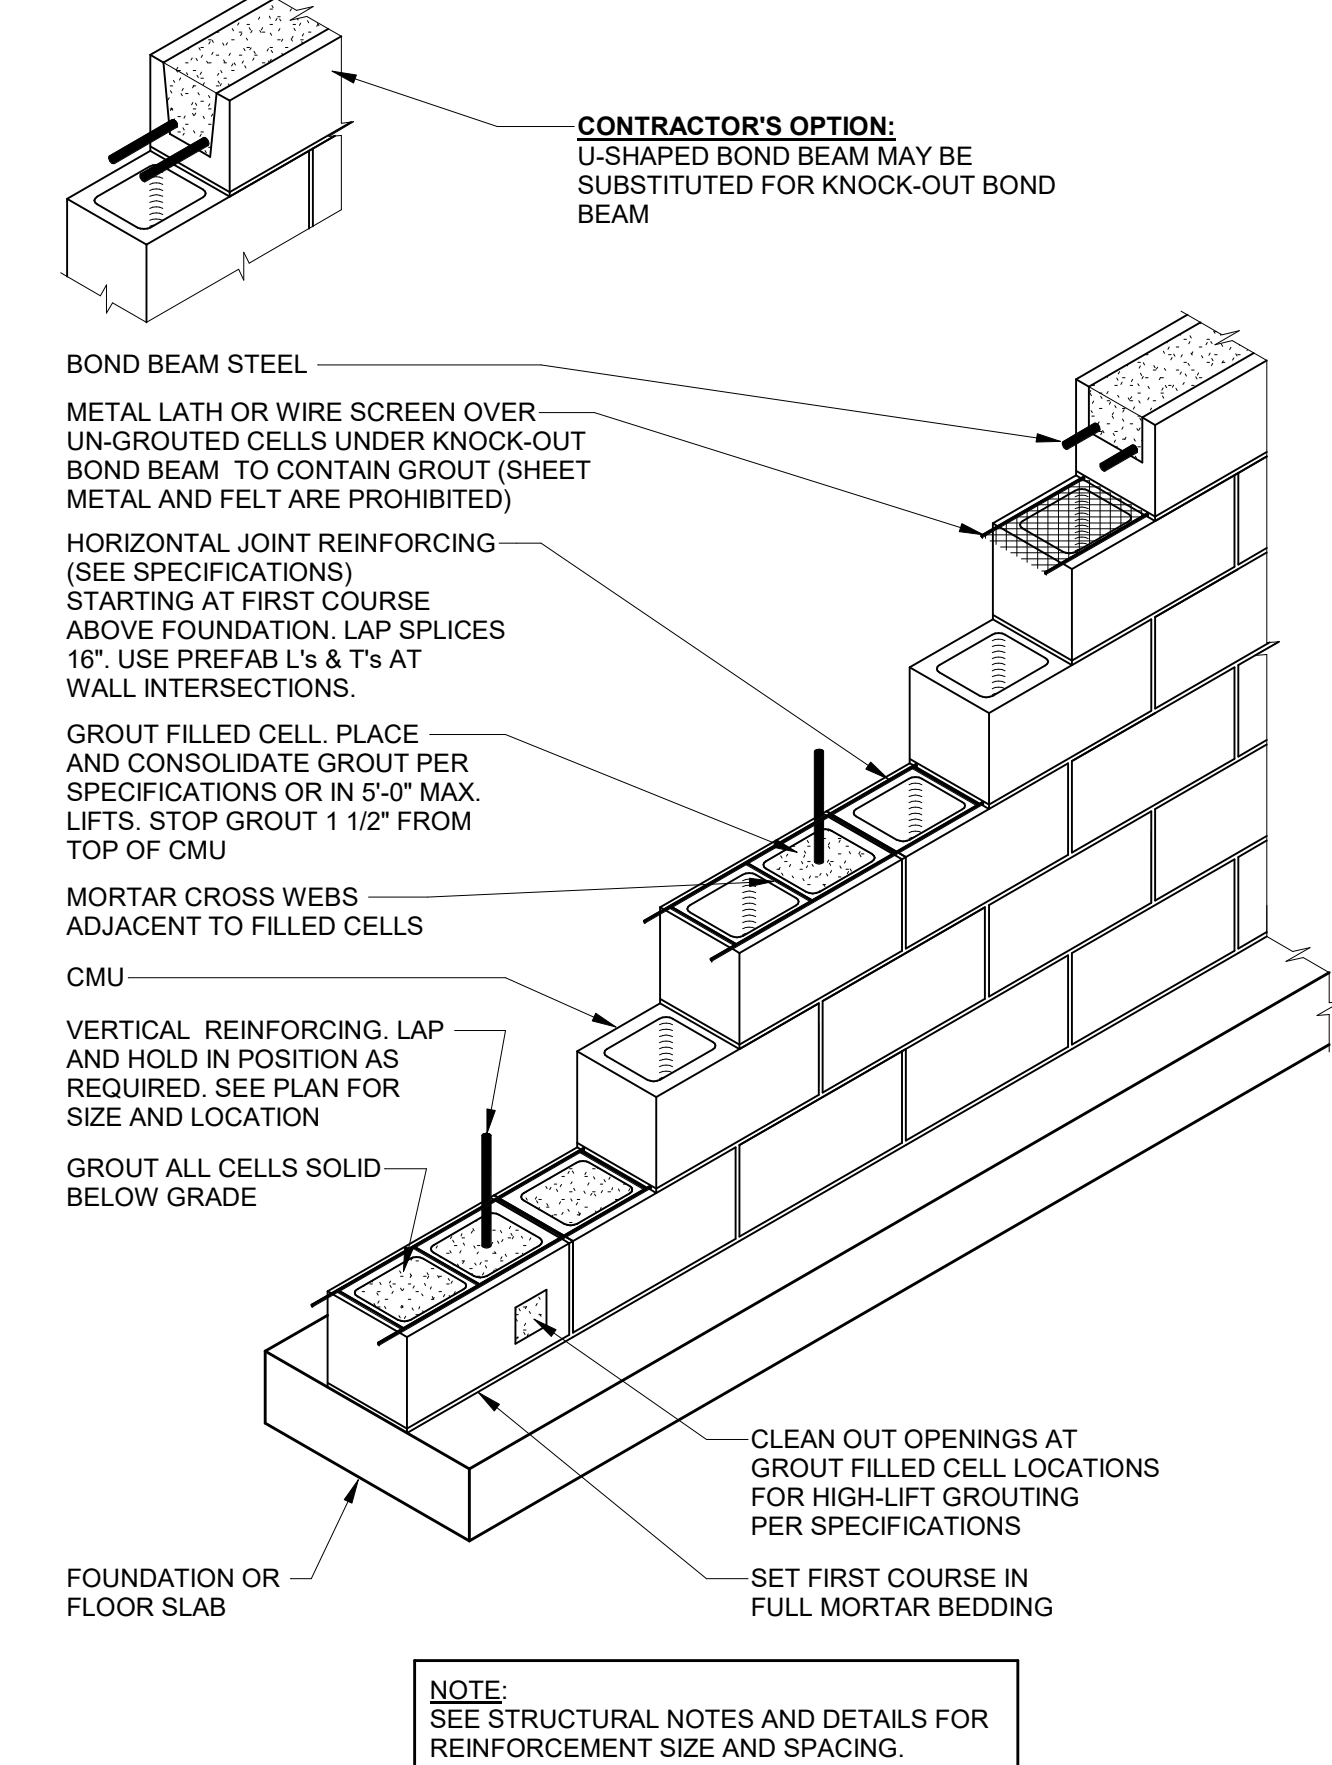 CONTRACTOR'S OPTION:
U-SHAPED BOND BEAM MAY BE
SUBSTITUTED FOR KNOCK-OUT BOND
BEAM
BOND BEAM STEEL
METAL LATH OR WIRE SCREEN OVER
UN-GROUTED CELLS UNDER KNOCK-OUT
BOND BEAM TO CONTAIN GROUT (SHEET
METAL AND FELT ARE PROHIBITED)
HORIZONTAL JOINT REINFORCING
(SEE SPECIFICATIONS)
STARTING AT FIRST COURSE
ABOVE FOUNDATION. LAP SPLICES
16". USE PREFAB L's & T's AT
WALL INTERSECTIONS.
GROUT FILLED CELL. PLACE
AND CONSOLIDATE GROUT PER
SPECIFICATIONS OR IN 5'-0" MAX.
LIFTS. STOP GROUT 1 1/2" FROM
TOP OF CMU
MORTAR CROSS WEBS
ADJACENT TO FILLED CELLS
CMU
VERTICAL REINFORCING. LAP
AND HOLD IN POSITION AS
REQUIRED. SEE PLAN FOR
SIZE AND LOCATION
GROUT ALL CELLS SOLID
BELOW GRADE
CLEAN OUT OPENINGS AT
GROUT FILLED CELL LOCATIONS
FOR HIGH-LIFT GROUTING
PER SPECIFICATIONS
FOUNDATION OR
FLOOR SLAB
SET FIRST COURSE IN
FULL MORTAR BEDDING
NOTE:
SEE STRUCTURAL NOTES AND DETAILS FOR
REINFORCEMENT SIZE AND SPACING.